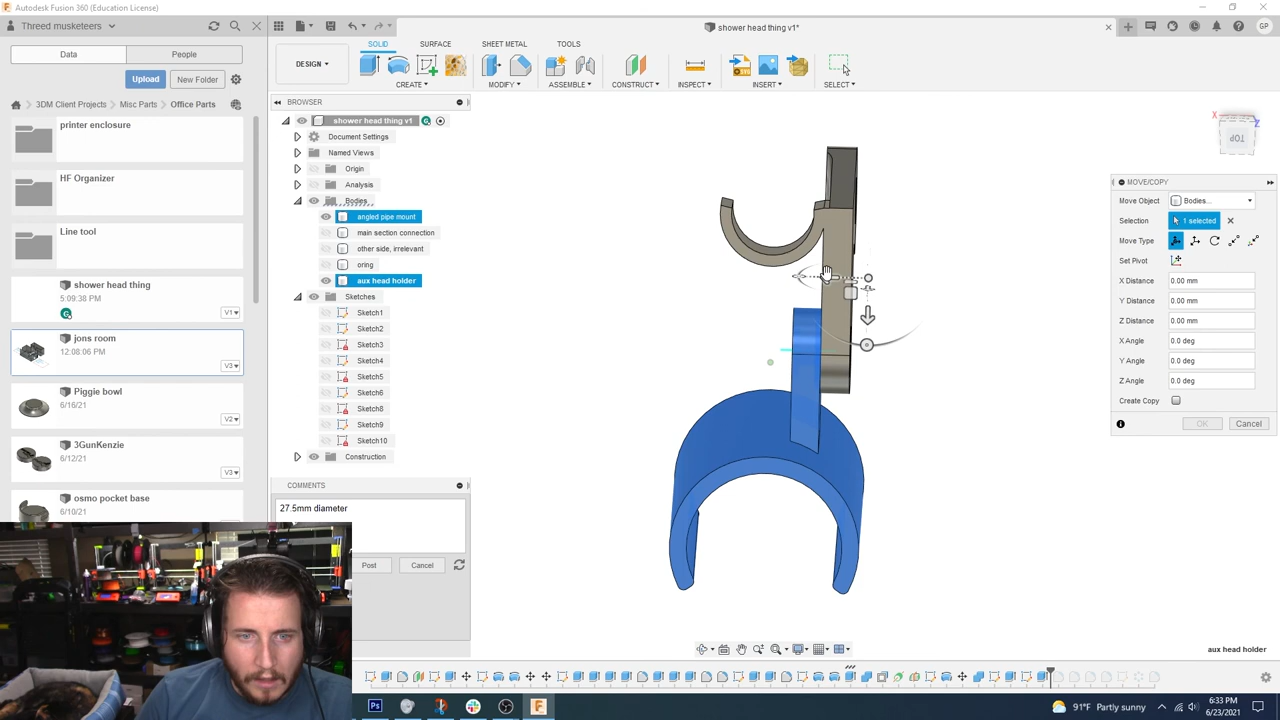 Autodesk Fusion 360 (Education License)
Threed musketeers
shower head thing v1*
GP
Data
People
Upload
New Folder
3DM Client Projects
Misc Parts
Office Parts
printer enclosure
HF Organizer
Line tool
shower head thing
5:09:38 PM
V1
jons room
12:08:06 PM
V3
Piggie bowl
6/16/21
V2
3GunKenzie
6/12/21
V3
osmo pocket base
6/10/21
SOLID
SURFACE
SHEET METAL
TOOLS
DESIGN
CREATE
MODIFY
ASSEMBLE
CONSTRUCT
INSPECT
INSERT
SELECT
BROWSER
shower head thing v1
Document Settings
Named Views
Origin
Analysis
Bodies
angled pipe mount
main section connection
other side, irrelevant
oring
aux head holder
Sketches
Sketch1
Sketch2
Sketch3
Sketch4
Sketch5
Sketch6
Sketch8
Sketch9
Sketch10
Construction
COMMENTS
27.5mm diameter
Post
Cancel
X
Z
TOP
MOVE/COPY
Move Object
Bodies...
Selection
1 selected
Move Type
Set Pivot
X Distance
0.00 mm
Y Distance
0.00 mm
Z Distance
0.00 mm
X Angle
0.0 deg
Y Angle
0.0 deg
Z Angle
0.0 deg
Create Copy
OK
Cancel
aux head holder
91°F Partly sunny
6:33 PM
6/23/2021